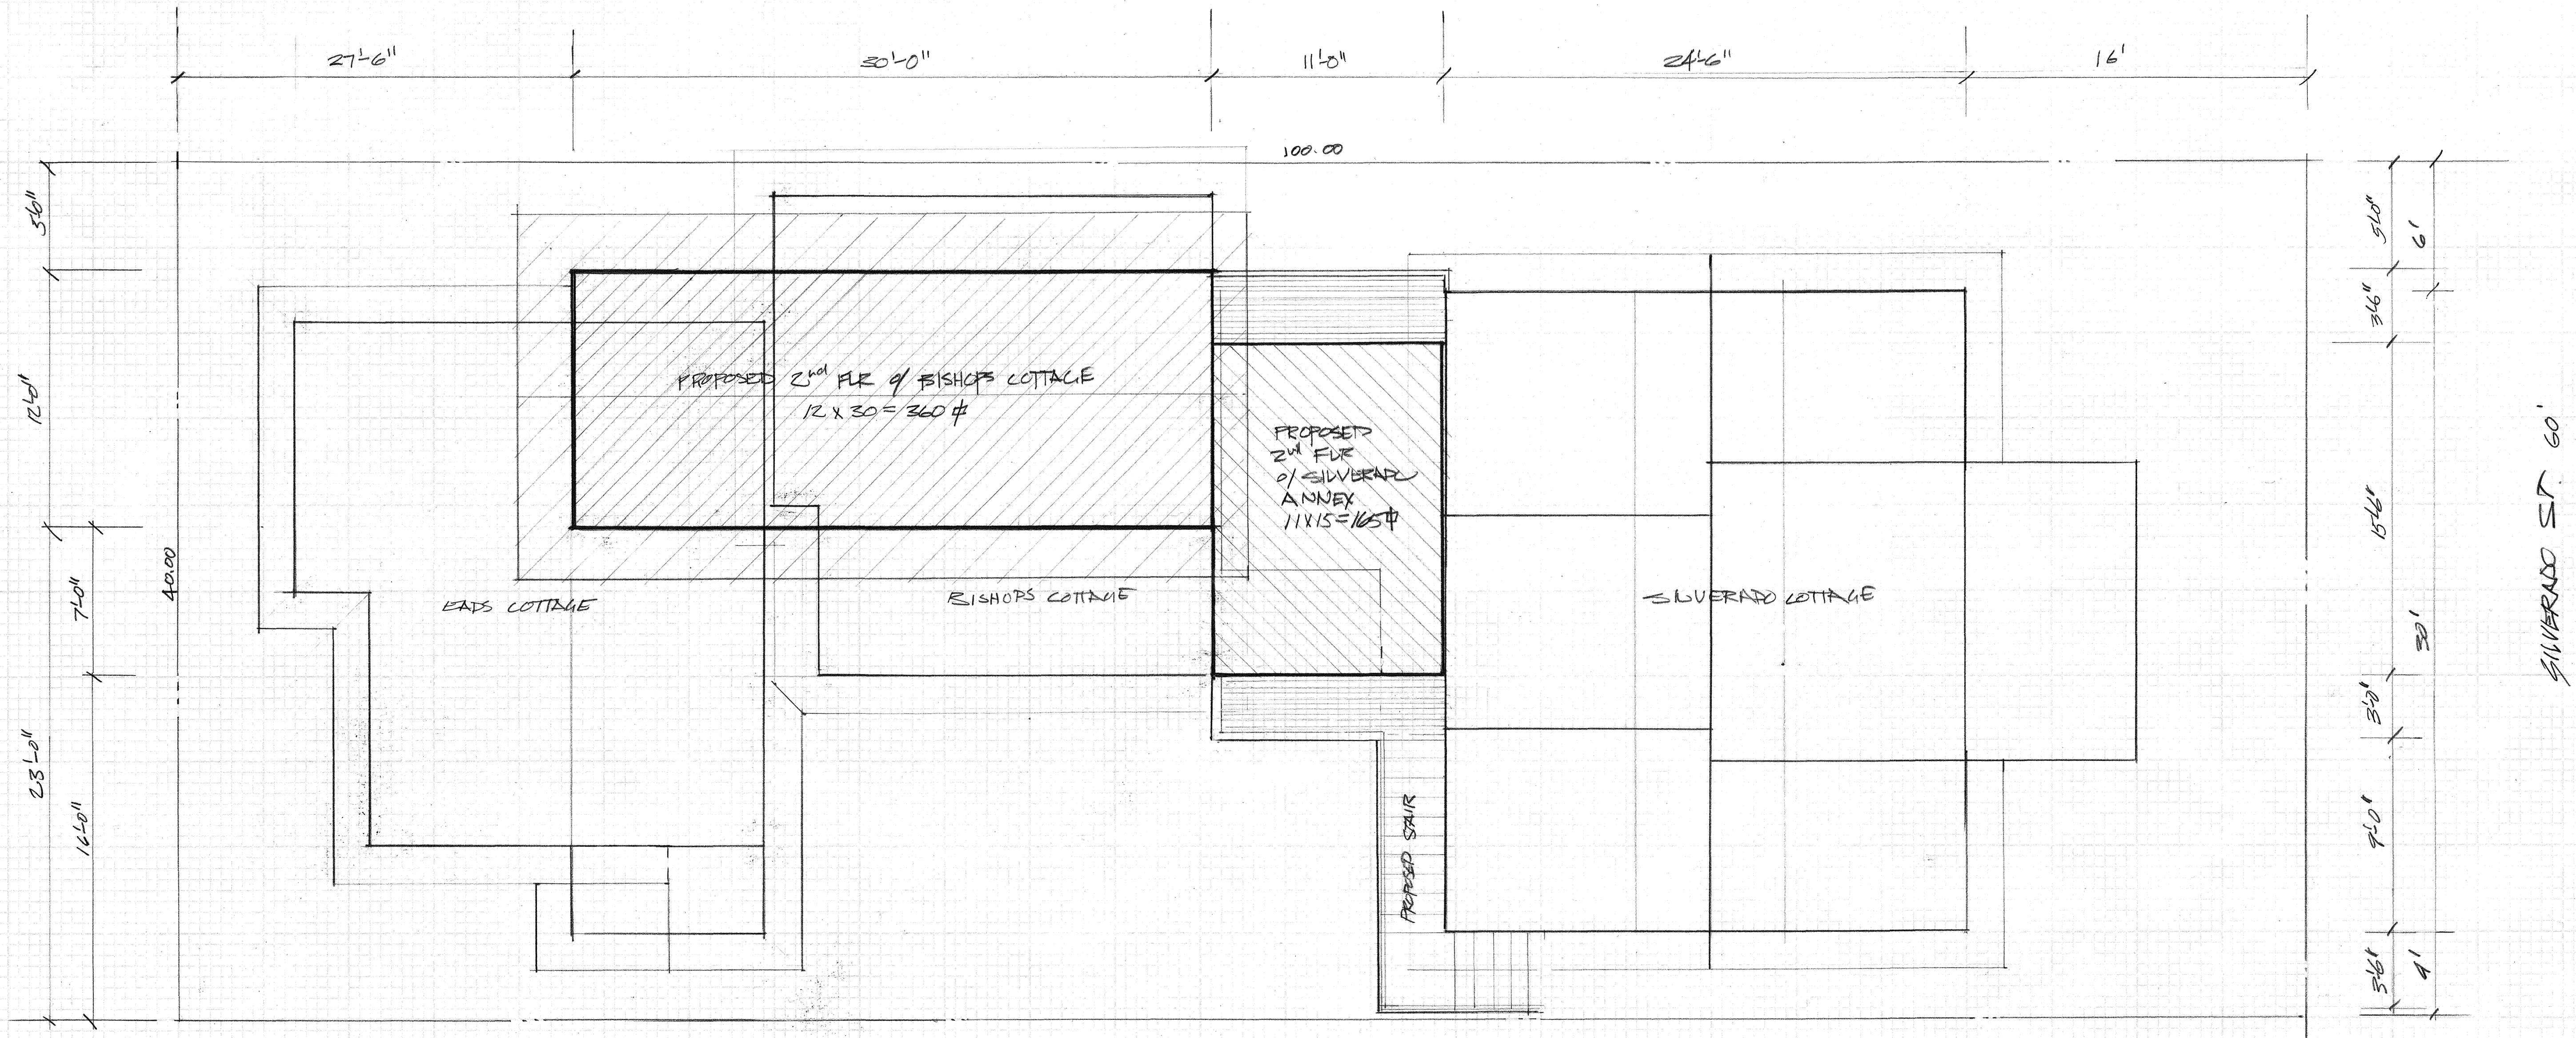 27'-6"
30'-0"
11'-0"
24'-6"
16'
100.00
5'0"
12'-0"
7'-0"
23'-0"
16'-0"
40.00
PROPOSED 2nd FLR o/ BISHOPS COTTAGE
12 x 30 = 360 ⏍
PROPOSED
2nd FLR
o/ SILVERADO
ANNEX
11 x 15 = 165 ⏍
EADS COTTAGE
BISHOPS COTTAGE
SILVERADO COTTAGE
PROPOSED STAIR
5'-0"
6'
3'-6"
15'-6"
30'
3'-0"
9'-0"
3'-6"
4'
SILVERADO ST. 60'